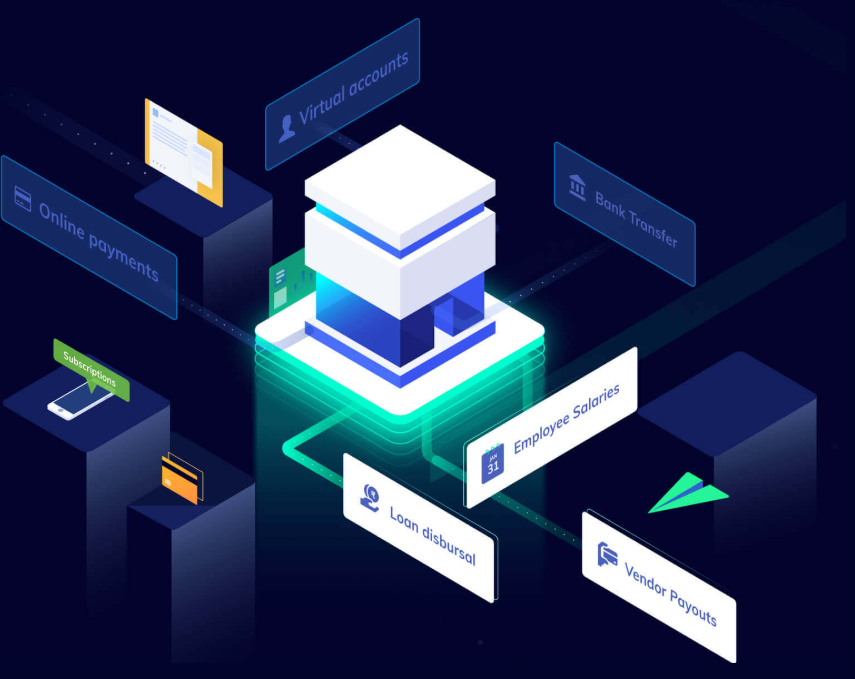 Virtual accounts
Online payments
Bank Transfer
Subscriptions
Employee Salaries
JAN
31
Loan disbursal
Vendor Payouts